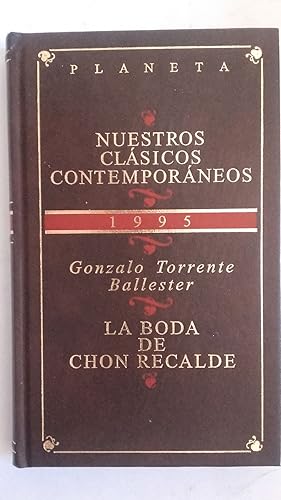 PLANETA
NUESTROS
CLÁSICOS
CONTEMPORÁNEOS
1995
Gonzalo Torrente
Ballester
LA BODA
DE
CHON RECALDE